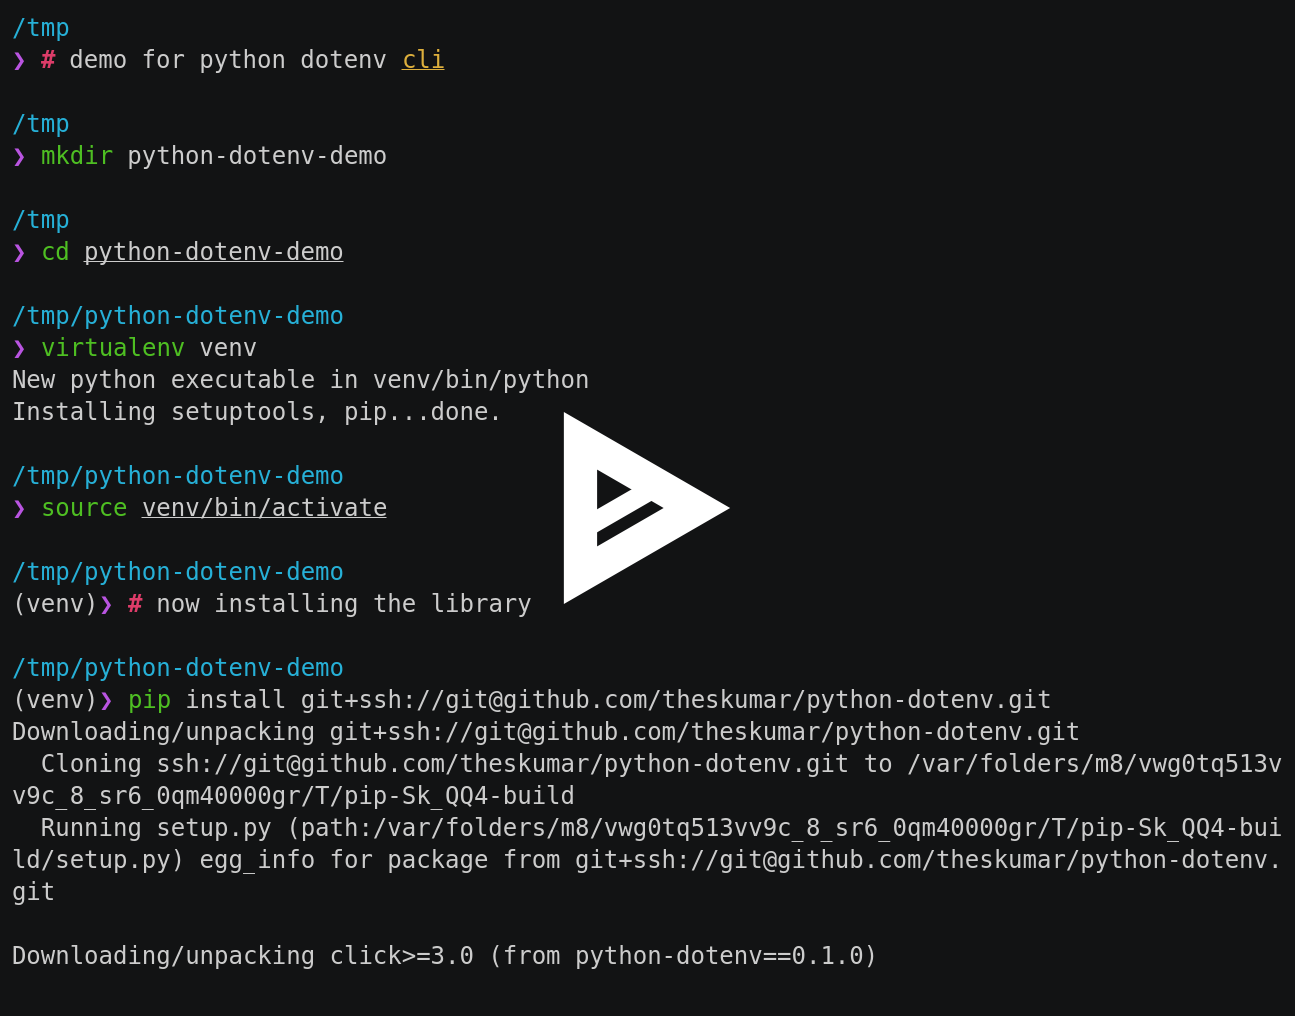 /tmp
❯ # demo for python dotenv cli
/tmp
❯ mkdir python-dotenv-demo
/tmp
❯ cd python-dotenv-demo
/tmp/python-dotenv-demo
❯ virtualenv venv
New python executable in venv/bin/python
Installing setuptools, pip...done.
/tmp/python-dotenv-demo
❯ source venv/bin/activate
/tmp/python-dotenv-demo
(venv)❯ # now installing the library
/tmp/python-dotenv-demo
(venv)❯ pip install git+ssh://git@github.com/theskumar/python-dotenv.git
Downloading/unpacking git+ssh://git@github.com/theskumar/python-dotenv.git
  Cloning ssh://git@github.com/theskumar/python-dotenv.git to /var/folders/m8/vwg0tq513v
v9c_8_sr6_0qm40000gr/T/pip-Sk_QQ4-build
  Running setup.py (path:/var/folders/m8/vwg0tq513vv9c_8_sr6_0qm40000gr/T/pip-Sk_QQ4-bui
ld/setup.py) egg_info for package from git+ssh://git@github.com/theskumar/python-dotenv.
git
Downloading/unpacking click>=3.0 (from python-dotenv==0.1.0)